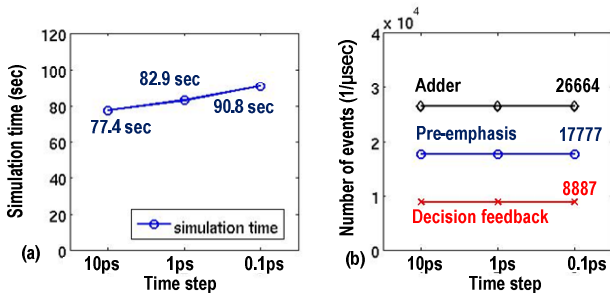 120
100
80
60
40
20
0
Simulation time (sec)
82.9 sec
90.8 sec
77.4 sec
simulation time
10ps
1ps
0.1ps
Time step
(a)
x 10⁴
4
3
2
1
0
Number of events (1/μsec)
Adder
26664
Pre-emphasis
17777
8887
Decision feedback
10ps
1ps
0.1ps
Time step
(b)